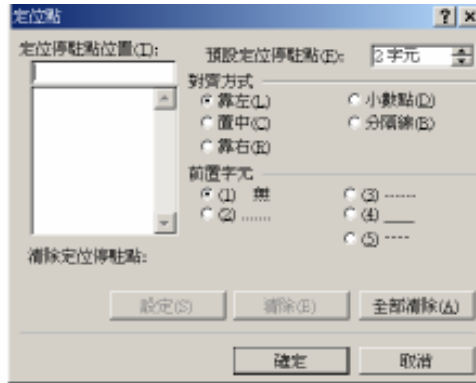 定位點
定位停駐點位置(T):
預設定位停駐點(F):
2 字元
對齊方式
靠左(L)
小數點(D)
置中(C)
分隔線(B)
靠右(R)
前置字元
(1) 無
(3) ------
(2) .......
(4) ___
(5) ----
清除定位停駐點:
設定(S)
清除(E)
全部清除(A)
確定
取消